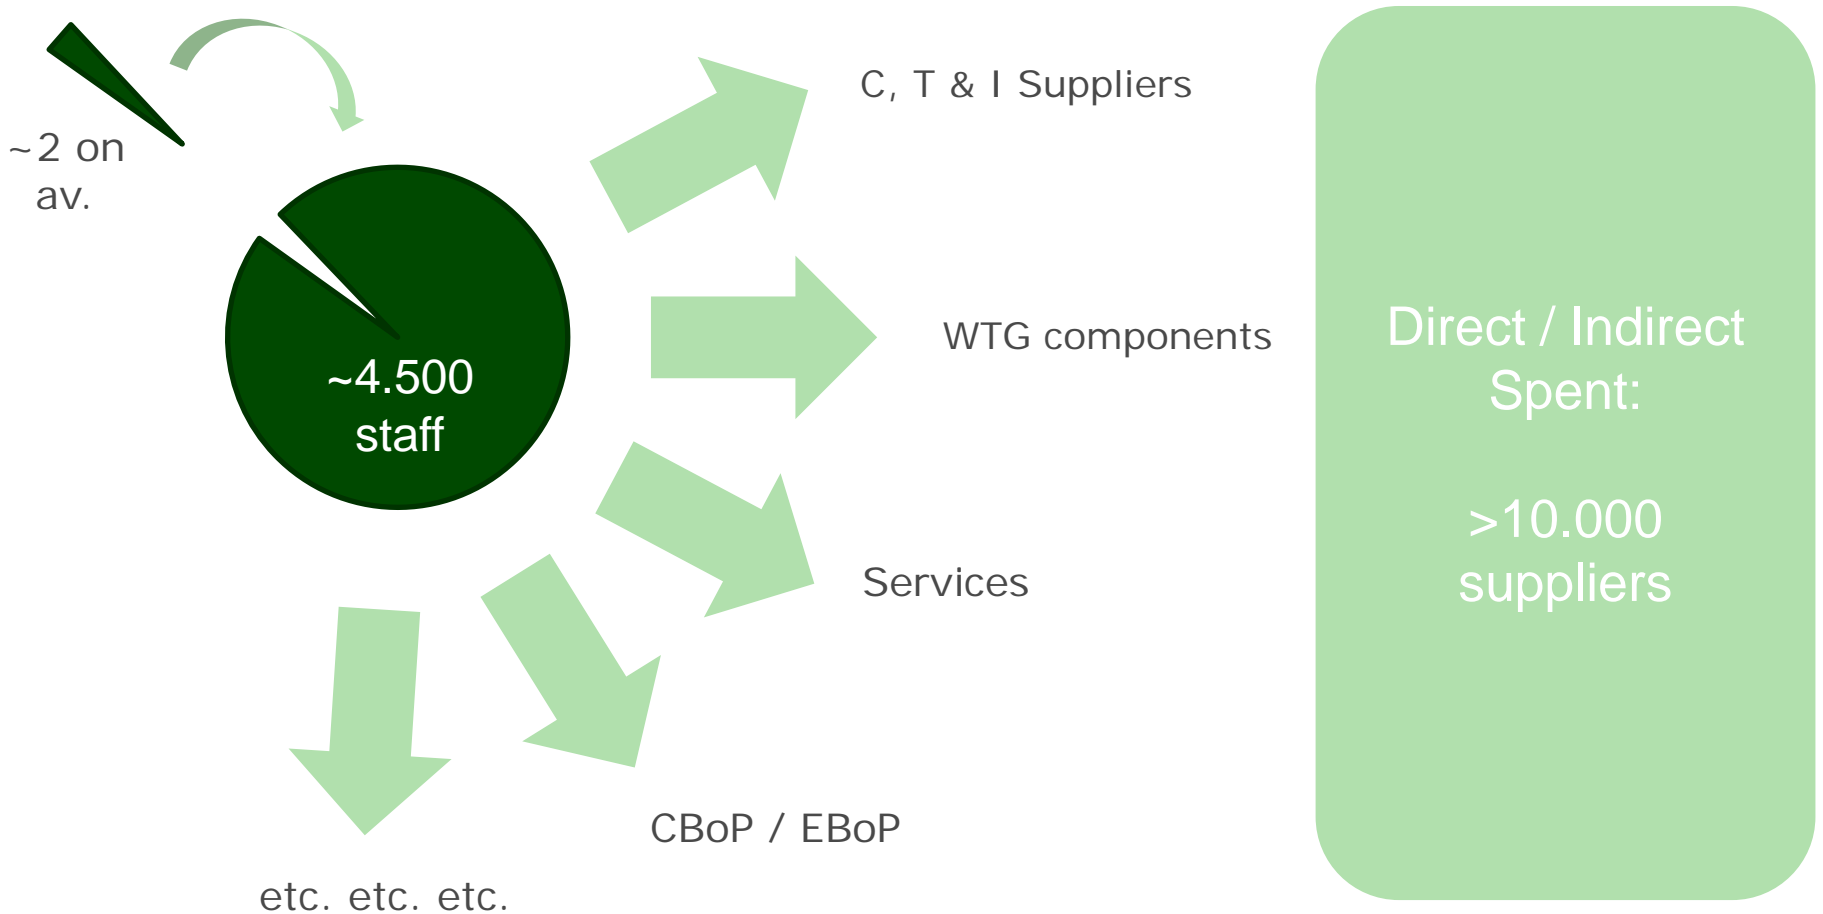 ~2 on
av.
~4.500
staff
C, T & I Suppliers
WTG components
Services
CBoP / EBoP
etc. etc. etc.
Direct / Indirect
Spent:
>10.000
suppliers